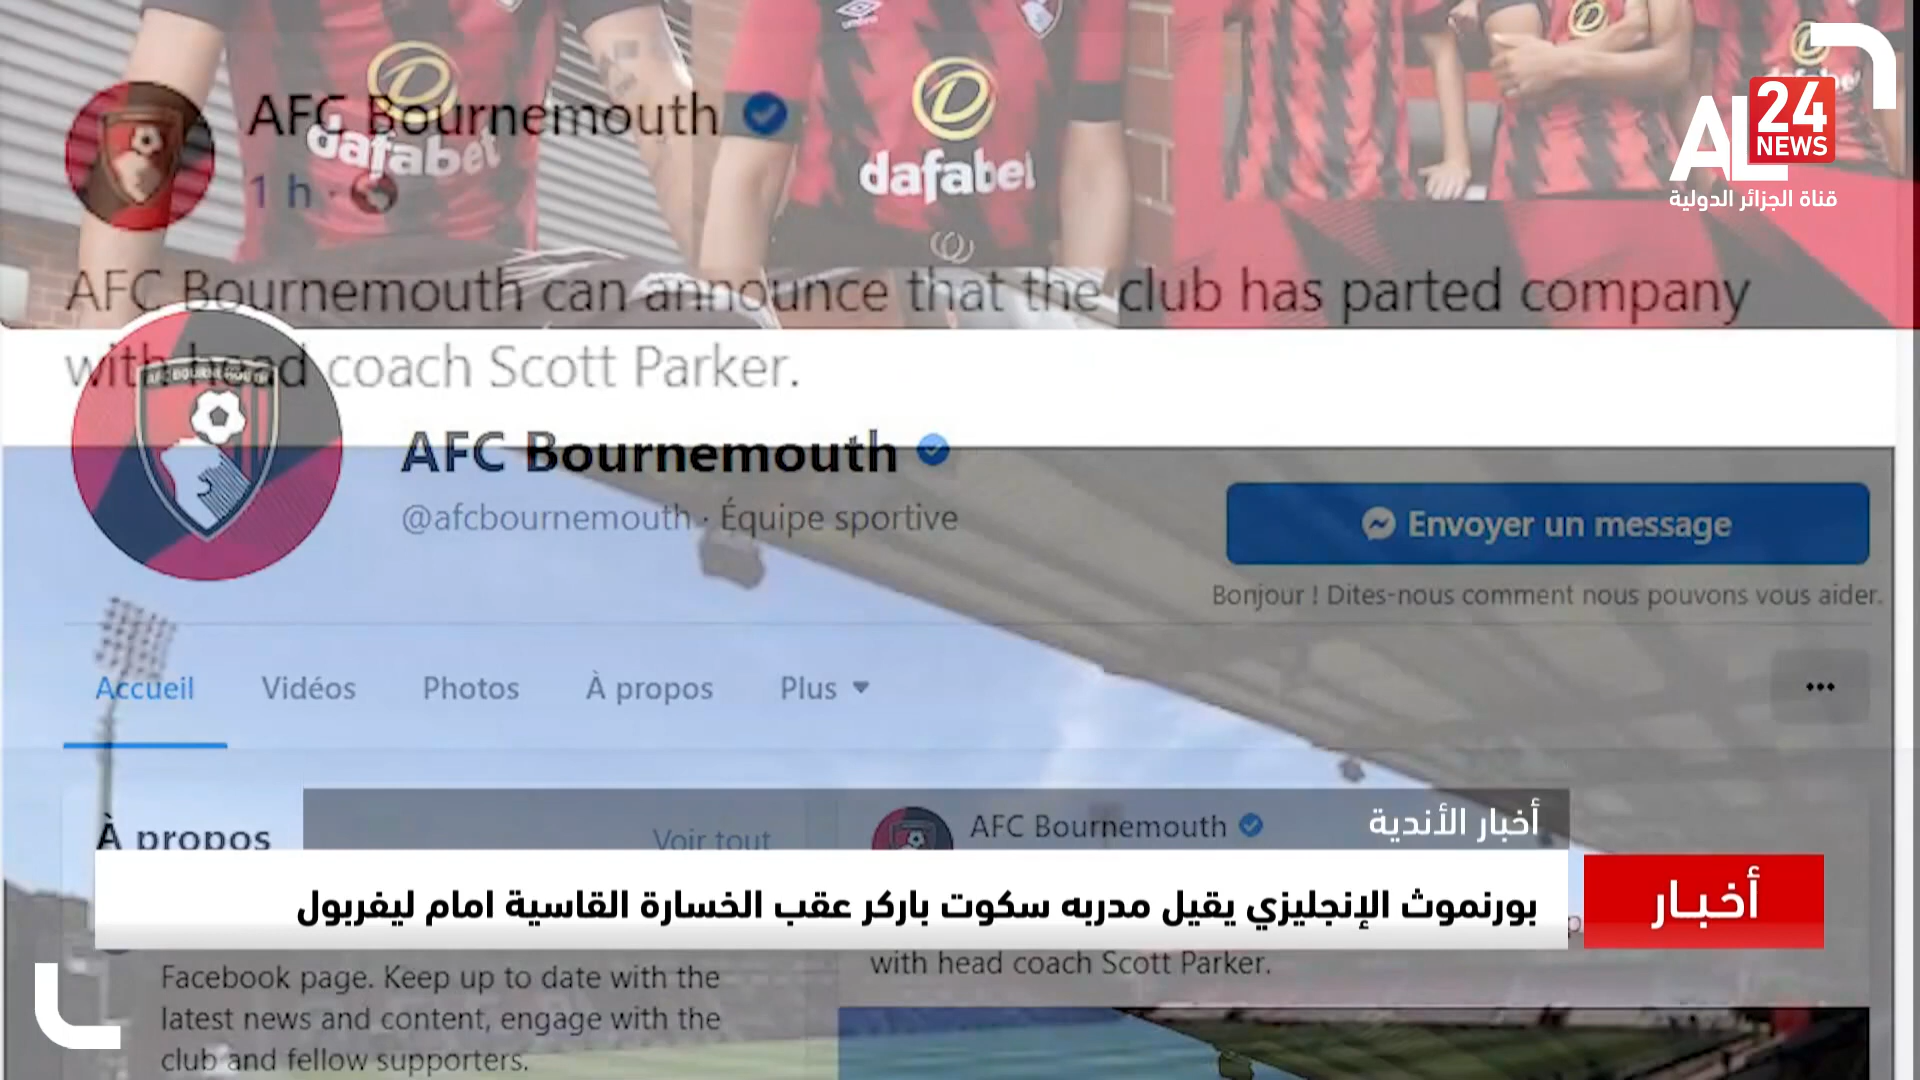 umbro
dafabet
dafabet
AFC Bournemouth
1 h ·
AL
24
NEWS
قناة الجزائر الدولية
AFC Bournemouth can announce that the club has parted company
with head coach Scott Parker.
AFC BOURNEMOUTH
AFC Bournemouth
@afcbournemouth · Équipe sportive
Envoyer un message
Bonjour ! Dites-nous comment nous pouvons vous aider.
Accueil
Vidéos
Photos
À propos
Plus
À propos
Voir tout
AFC Bournemouth
أخبار الأندية
بورنموث الإنجليزي يقيل مدربه سكوت باركر عقب الخسارة القاسية امام ليفربول
أخبار
with head coach Scott Parker.
Facebook page. Keep up to date with the
latest news and content, engage with the
club and fellow supporters.